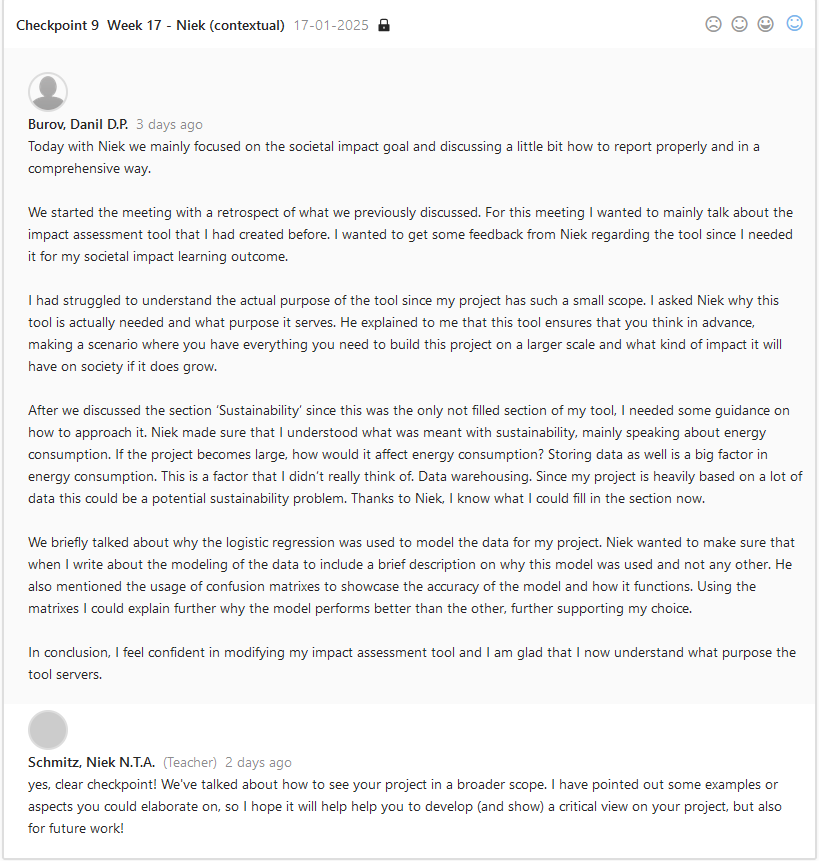 Checkpoint 9 Week 17 - Niek (contextual) 17-01-2025
Burov, Danil D.P. 3 days ago
Today with Niek we mainly focused on the societal impact goal and discussing a little bit how to report properly and in a
comprehensive way.
We started the meeting with a retrospect of what we previously discussed. For this meeting I wanted to mainly talk about the
impact assessment tool that I had created before. I wanted to get some feedback from Niek regarding the tool since I needed
it for my societal impact learning outcome.
I had struggled to understand the actual purpose of the tool since my project has such a small scope. I asked Niek why this
tool is actually needed and what purpose it serves. He explained to me that this tool ensures that you think in advance,
making a scenario where you have everything you need to build this project on a larger scale and what kind of impact it will
have on society if it does grow.
After we discussed the section ‘Sustainability’ since this was the only not filled section of my tool, I needed some guidance on
how to approach it. Niek made sure that I understood what was meant with sustainability, mainly speaking about energy
consumption. If the project becomes large, how would it affect energy consumption? Storing data as well is a big factor in
energy consumption. This is a factor that I didn’t really think of. Data warehousing. Since my project is heavily based on a lot of
data this could be a potential sustainability problem. Thanks to Niek, I know what I could fill in the section now.
We briefly talked about why the logistic regression was used to model the data for my project. Niek wanted to make sure that
when I write about the modeling of the data to include a brief description on why this model was used and not any other. He
also mentioned the usage of confusion matrixes to showcase the accuracy of the model and how it functions. Using the
matrixes I could explain further why the model performs better than the other, further supporting my choice.
In conclusion, I feel confident in modifying my impact assessment tool and I am glad that I now understand what purpose the
tool servers.
Schmitz, Niek N.T.A. (Teacher) 2 days ago
yes, clear checkpoint! We've talked about how to see your project in a broader scope. I have pointed out some examples or
aspects you could elaborate on, so I hope it will help help you to develop (and show) a critical view on your project, but also
for future work!